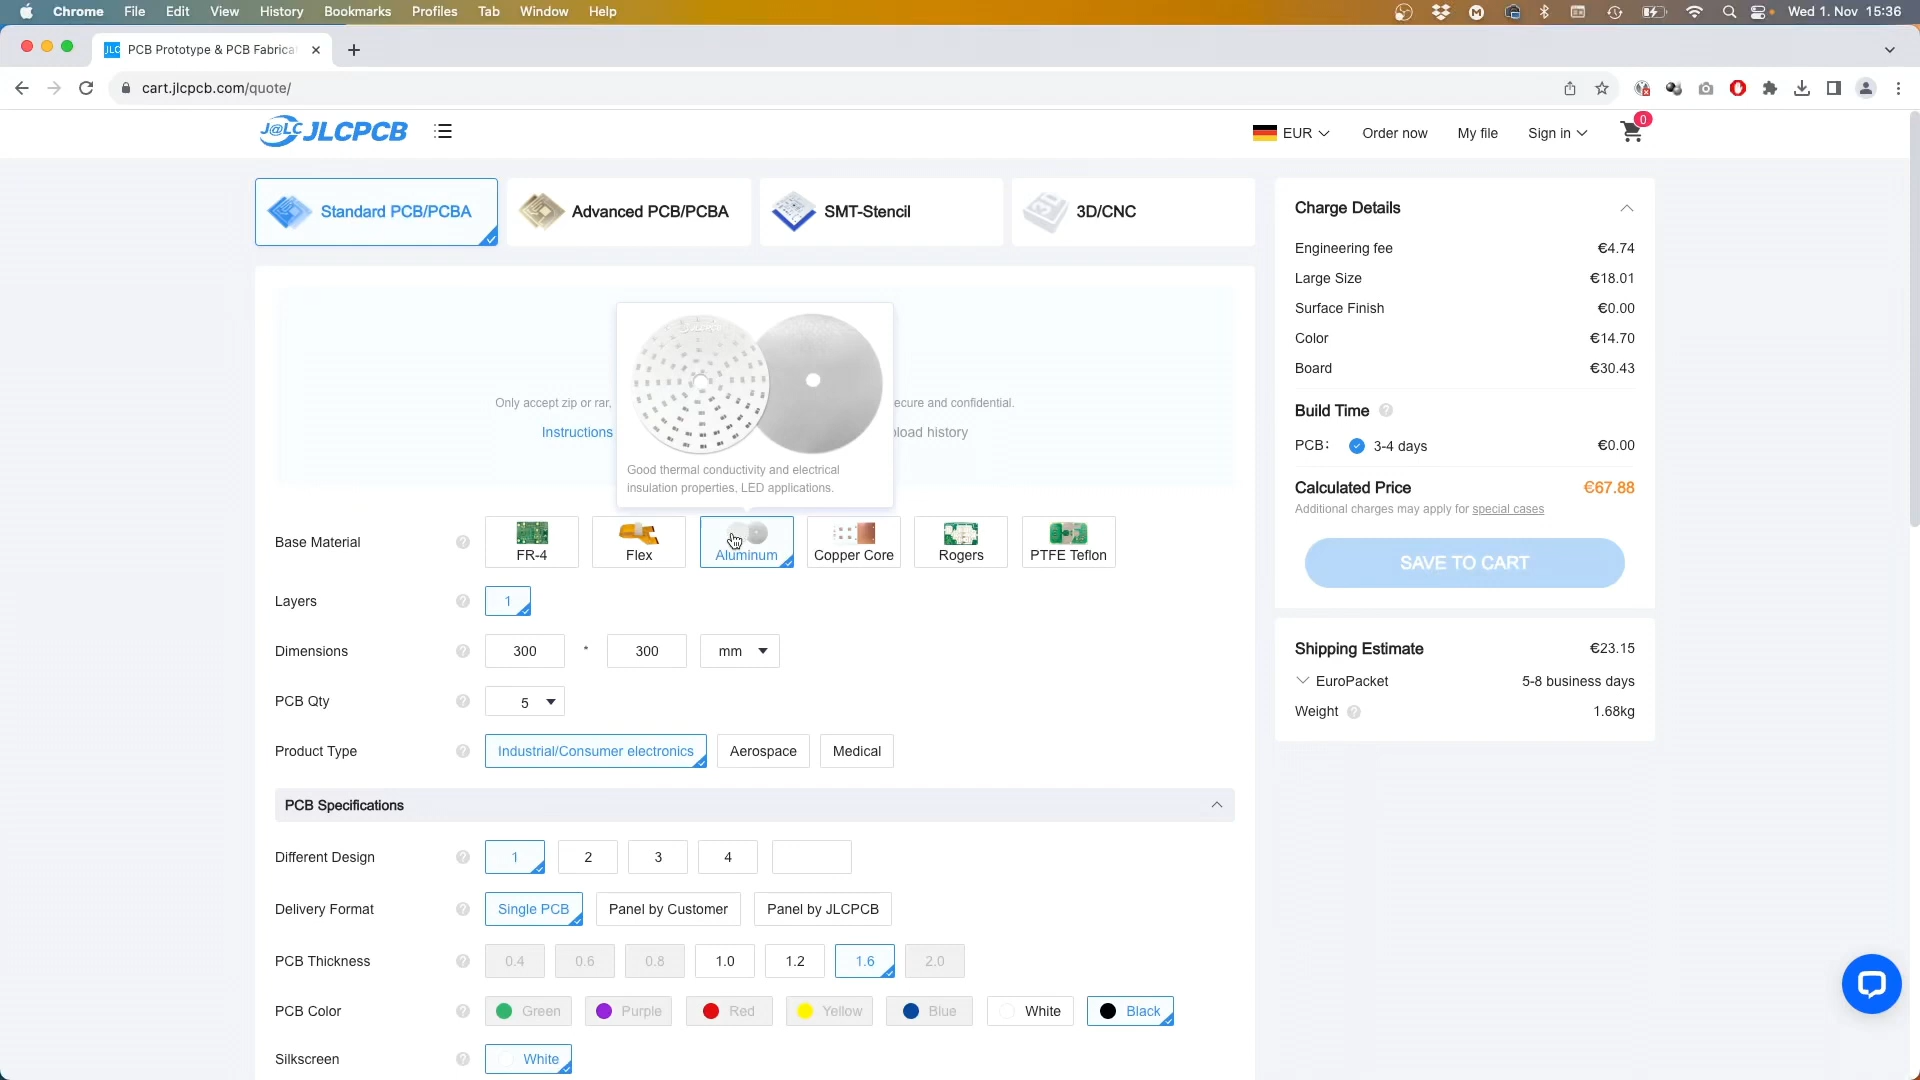 Chrome File Edit View History Bookmarks Profiles Tab Window Help Wed 1. Nov 15:36
JLC PCB Prototype & PCB Fabrica
cart.jlcpcb.com/quote/
J@LC JLCPCB EUR Order now My file Sign in 0
Standard PCB/PCBA Advanced PCB/PCBA SMT-Stencil 3D/CNC
Only accept zip or rar, ecure and confidential.
Instructions load history
JLCPCB
Good thermal conductivity and electrical
insulation properties, LED applications.
Base Material ? FR-4 Flex Aluminum Copper Core Rogers PTFE Teflon
Layers ? 1
Dimensions ? 300 * 300 mm
PCB Qty ? 5
Product Type ? Industrial/Consumer electronics Aerospace Medical
PCB Specifications
Different Design ? 1 2 3 4
Delivery Format ? Single PCB Panel by Customer Panel by JLCPCB
PCB Thickness ? 0.4 0.6 0.8 1.0 1.2 1.6 2.0
PCB Color ? Green Purple Red Yellow Blue White Black
Silkscreen ? White
Charge Details
Engineering fee €4.74
Large Size €18.01
Surface Finish €0.00
Color €14.70
Board €30.43
Build Time ?
PCB: 3-4 days €0.00
Calculated Price €67.88
Additional charges may apply for special cases
SAVE TO CART
Shipping Estimate €23.15
EuroPacket 5-8 business days
Weight ? 1.68kg